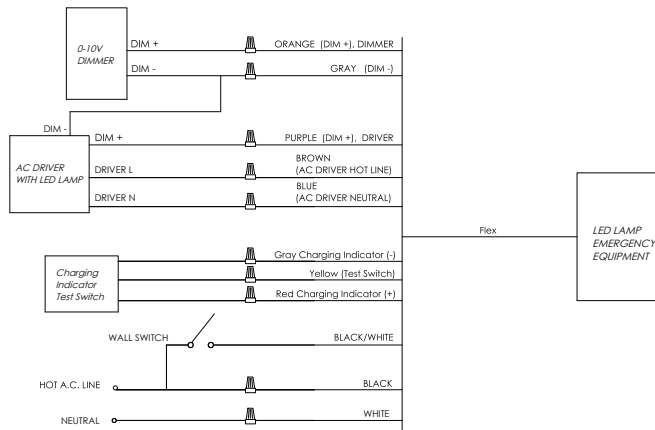 0-10V
DIMMER
DIM +
ORANGE (DIM +), DIMMER
DIM -
GRAY (DIM -)
DIM -
AC DRIVER
WITH LED LAMP
DIM +
PURPLE (DIM +), DRIVER
DRIVER L
BROWN
(AC DRIVER HOT LINE)
DRIVER N
BLUE
(AC DRIVER NEUTRAL)
Flex
LED LAMP
EMERGENCY
EQUIPMENT
Charging
Indicator
Test Switch
Gray Charging Indicator (-)
Yellow (Test Switch)
Red Charging Indicator (+)
WALL SWITCH
BLACK/WHITE
HOT A.C. LINE
BLACK
NEUTRAL
WHITE